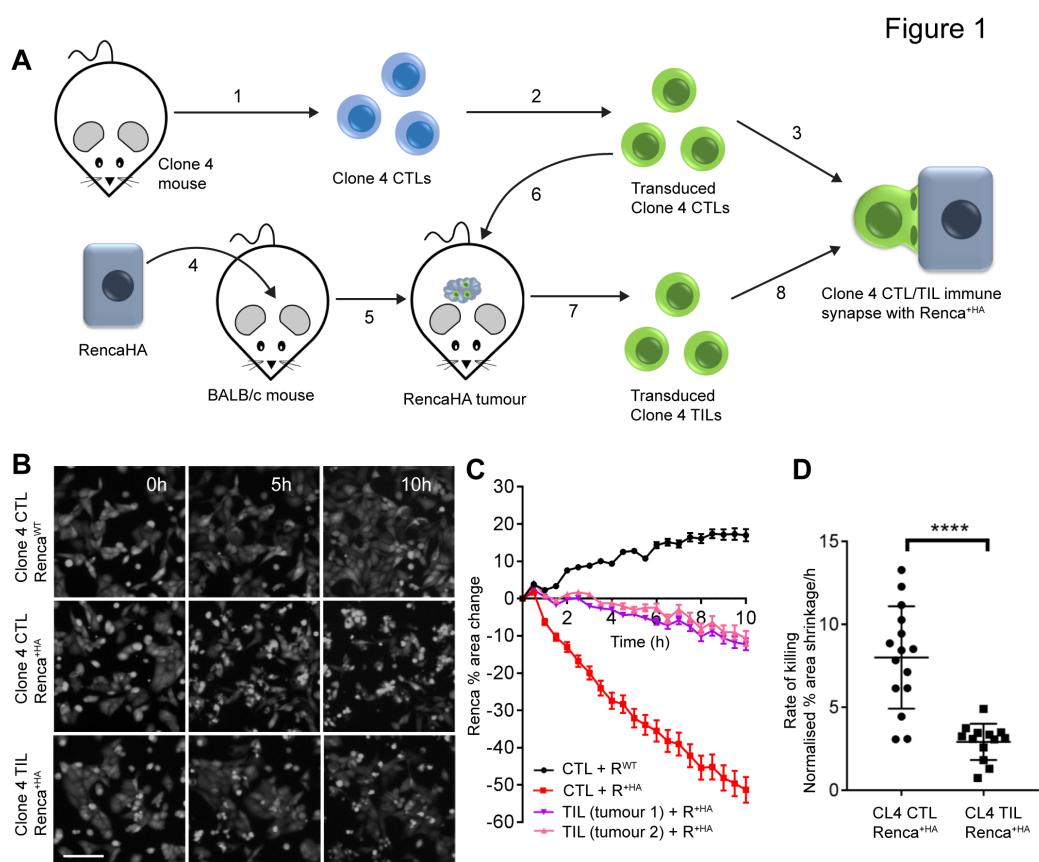 Figure 1
A
1
2
3
Clone 4
mouse
Clone 4 CTLs
Transduced
Clone 4 CTLs
6
4
5
7
8
RencaHA
BALB/c mouse
RencaHA tumour
Transduced
Clone 4 TILs
Clone 4 CTL/TIL immune
synapse with Renca+HA
B
0h
5h
10h
Clone 4 CTL
RencaWT
Clone 4 CTL
Renca+HA
Clone 4 TIL
Renca+HA
C
Renca % area change
30
20
10
0
-10
-20
-30
-40
-50
-60
2
4
6
8
10
Time (h)
CTL + RWT
CTL + R+HA
TIL (tumour 1) + R+HA
TIL (tumour 2) + R+HA
D
Rate of killing
Normalised % area shrinkage/h
****
15
10
5
0
CL4 CTL
Renca+HA
CL4 TIL
Renca+HA